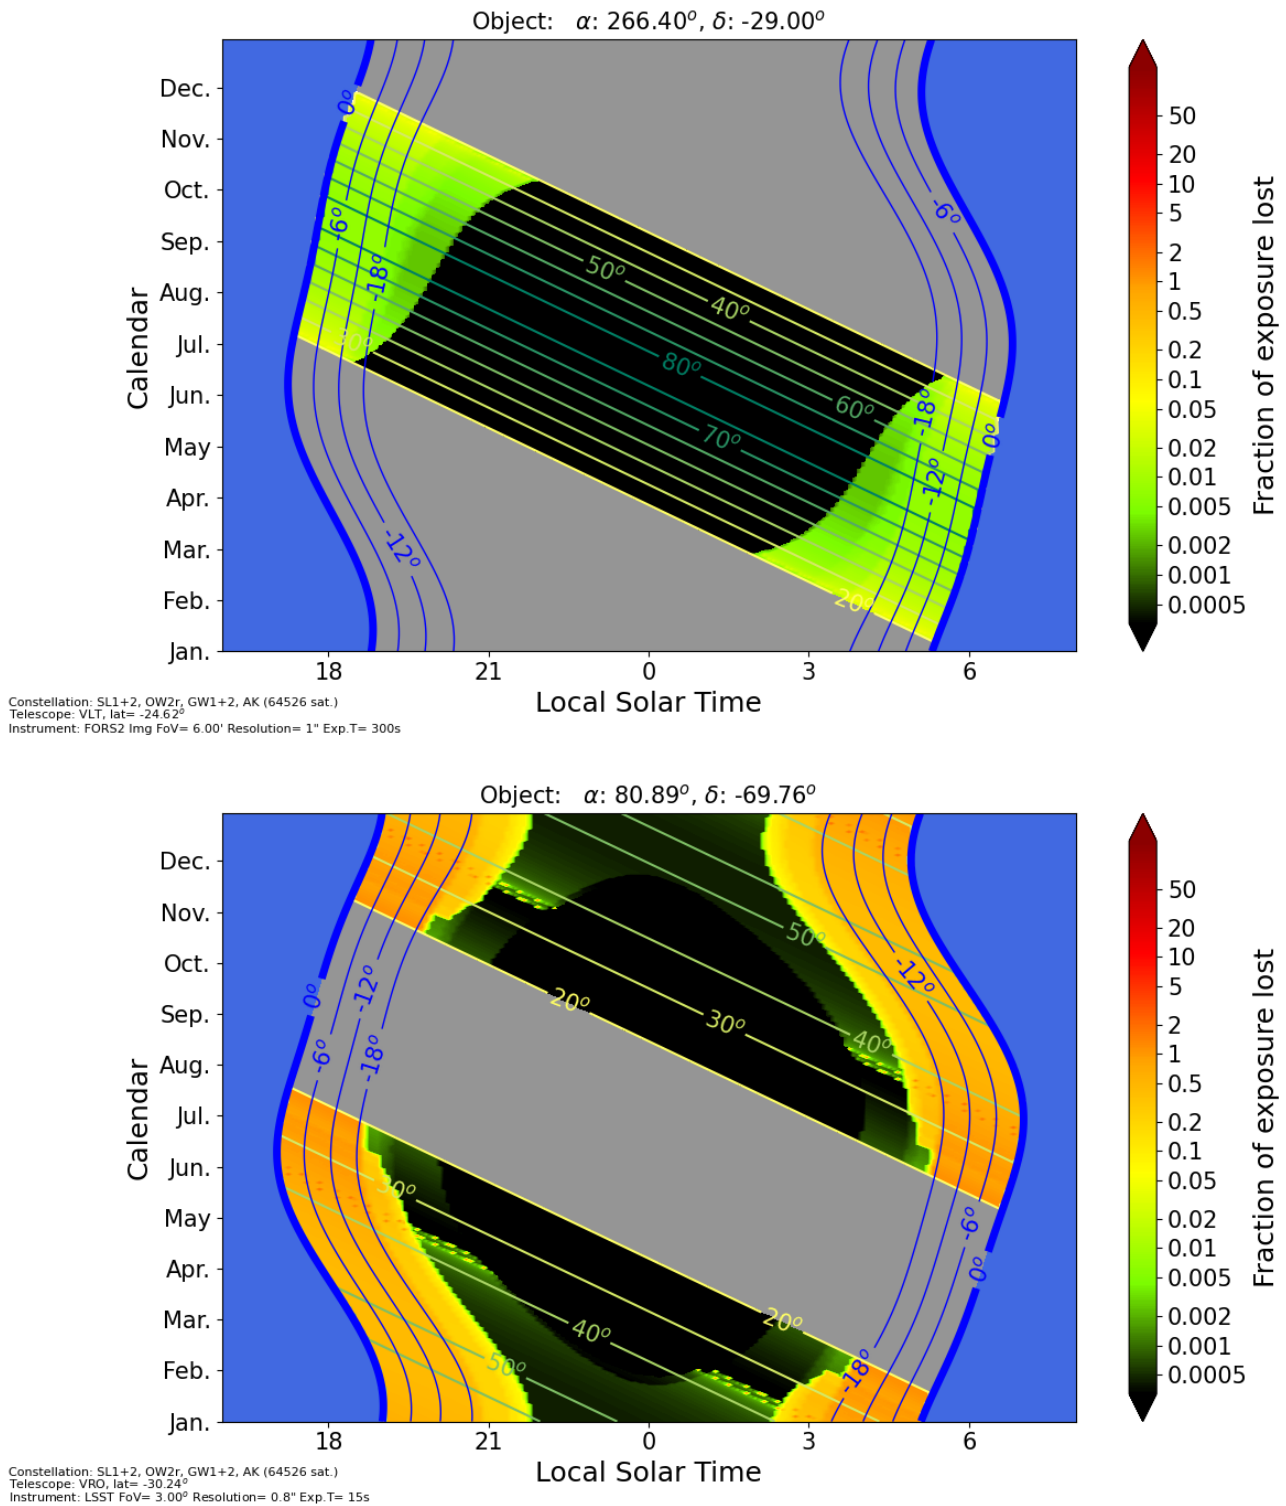 Object:   α: 266.40°, δ: -29.00°
Calendar
Dec.
Nov.
Oct.
Sep.
Aug.
Jul.
Jun.
May
Apr.
Mar.
Feb.
Jan.
0°
-6°
-18°
-12°
50°
40°
80°
60°
70°
30°
20°
-6°
-18°
0°
-12°
18
21
0
3
6
Local Solar Time
50
20
10
5
2
1
0.5
0.2
0.1
0.05
0.02
0.01
0.005
0.002
0.001
0.0005
Fraction of exposure lost
Constellation: SL1+2, OW2r, GW1+2, AK (64526 sat.)
Telescope: VLT, lat= -24.62°
Instrument: FORS2 Img FoV= 6.00' Resolution= 1" Exp.T= 300s
Object:   α: 80.89°, δ: -69.76°
Calendar
Dec.
Nov.
Oct.
Sep.
Aug.
Jul.
Jun.
May
Apr.
Mar.
Feb.
Jan.
50°
-12°
0°
-12°
20°
30°
40°
-6°
-18°
30°
-6°
0°
20°
40°
50°
-18°
18
21
0
3
6
Local Solar Time
50
20
10
5
2
1
0.5
0.2
0.1
0.05
0.02
0.01
0.005
0.002
0.001
0.0005
Fraction of exposure lost
Constellation: SL1+2, OW2r, GW1+2, AK (64526 sat.)
Telescope: VRO, lat= -30.24°
Instrument: LSST FoV= 3.00° Resolution= 0.8" Exp.T= 15s